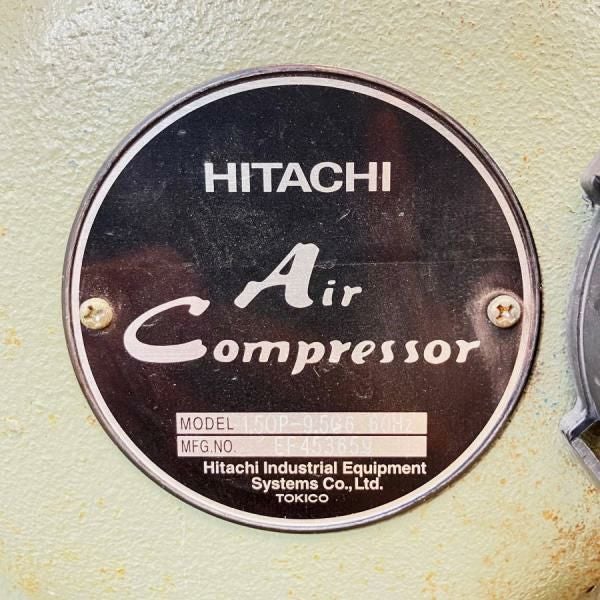 HITACHI
Air
Compressor
MODEL 1.5OP-9.5G6 60Hz
MFG.NO.
Hitachi Industrial Equipment
Systems Co.,Ltd.
TOKICO